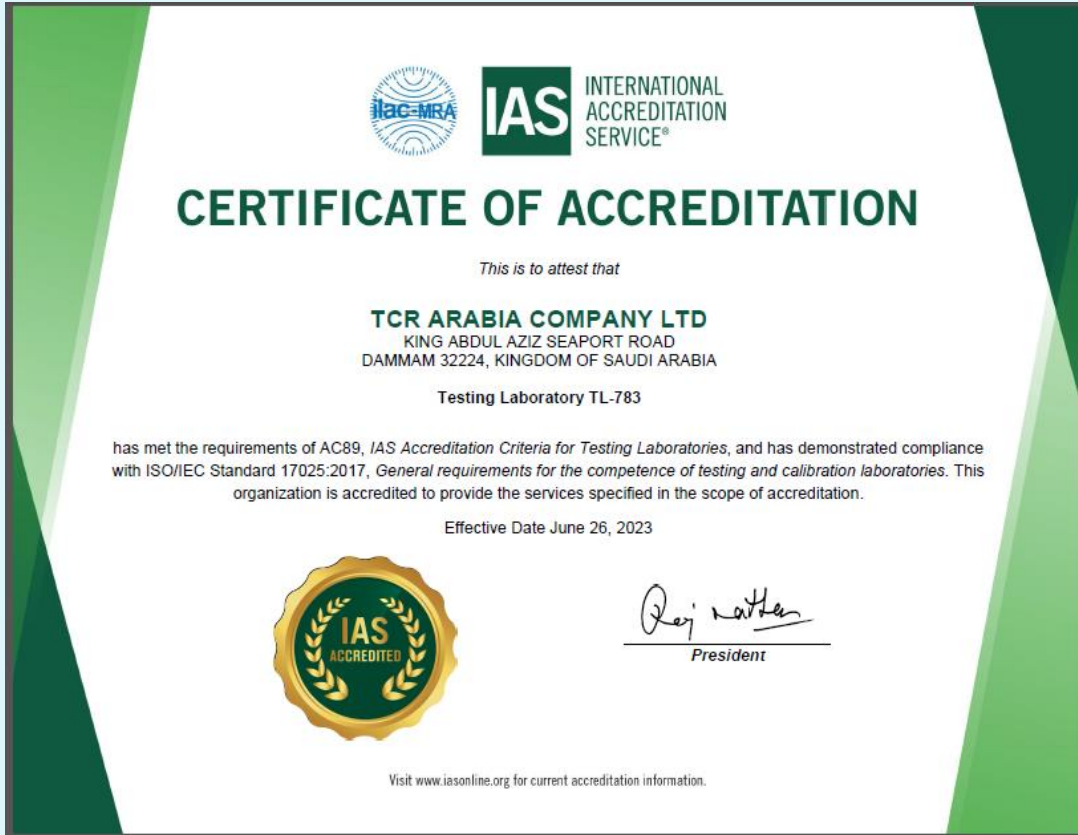 ilac-MRA
IAS
INTERNATIONAL
ACCREDITATION
SERVICE®
CERTIFICATE OF ACCREDITATION
This is to attest that
TCR ARABIA COMPANY LTD
KING ABDUL AZIZ SEAPORT ROAD
DAMMAM 32224, KINGDOM OF SAUDI ARABIA
Testing Laboratory TL-783
has met the requirements of AC89, IAS Accreditation Criteria for Testing Laboratories, and has demonstrated compliance
with ISO/IEC Standard 17025:2017, General requirements for the competence of testing and calibration laboratories. This
organization is accredited to provide the services specified in the scope of accreditation.
Effective Date June 26, 2023
IAS
ACCREDITED
President
Visit www.iasonline.org for current accreditation information.